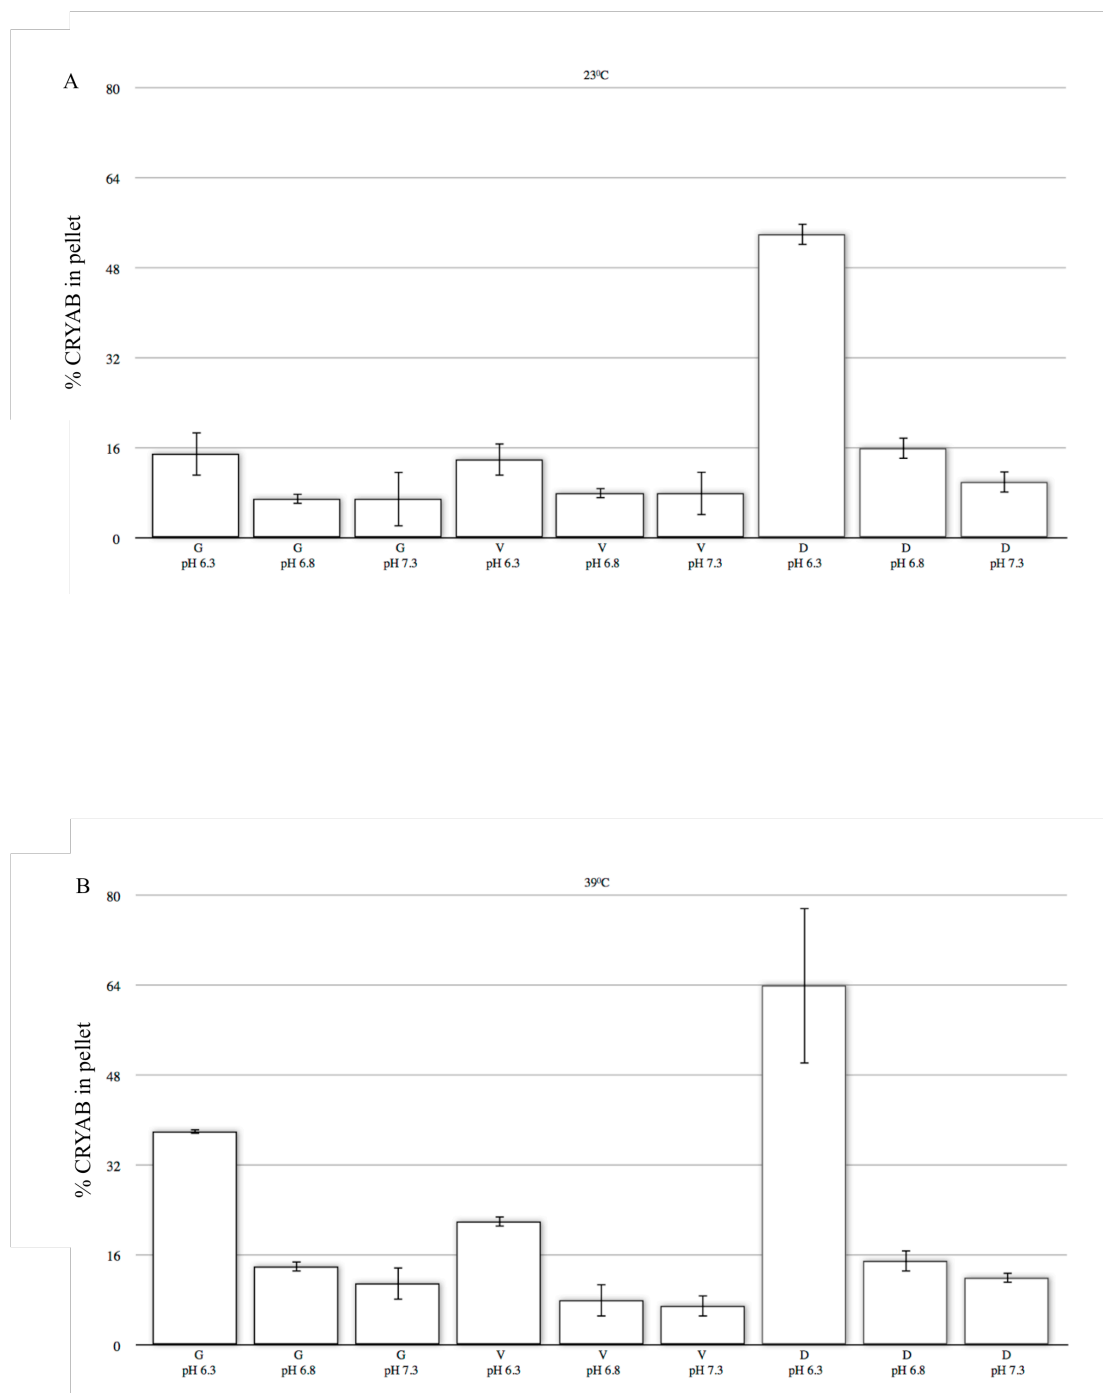 A
23⁰C
% CRYAB in pellet
80
64
48
32
16
0
G G G V V V D D D
pH 6.3 pH 6.8 pH 7.3 pH 6.3 pH 6.8 pH 7.3 pH 6.3 pH 6.8 pH 7.3
B
39⁰C
% CRYAB in pellet
80
64
48
32
16
0
G G G V V V D D D
pH 6.3 pH 6.8 pH 7.3 pH 6.3 pH 6.8 pH 7.3 pH 6.3 pH 6.8 pH 7.3